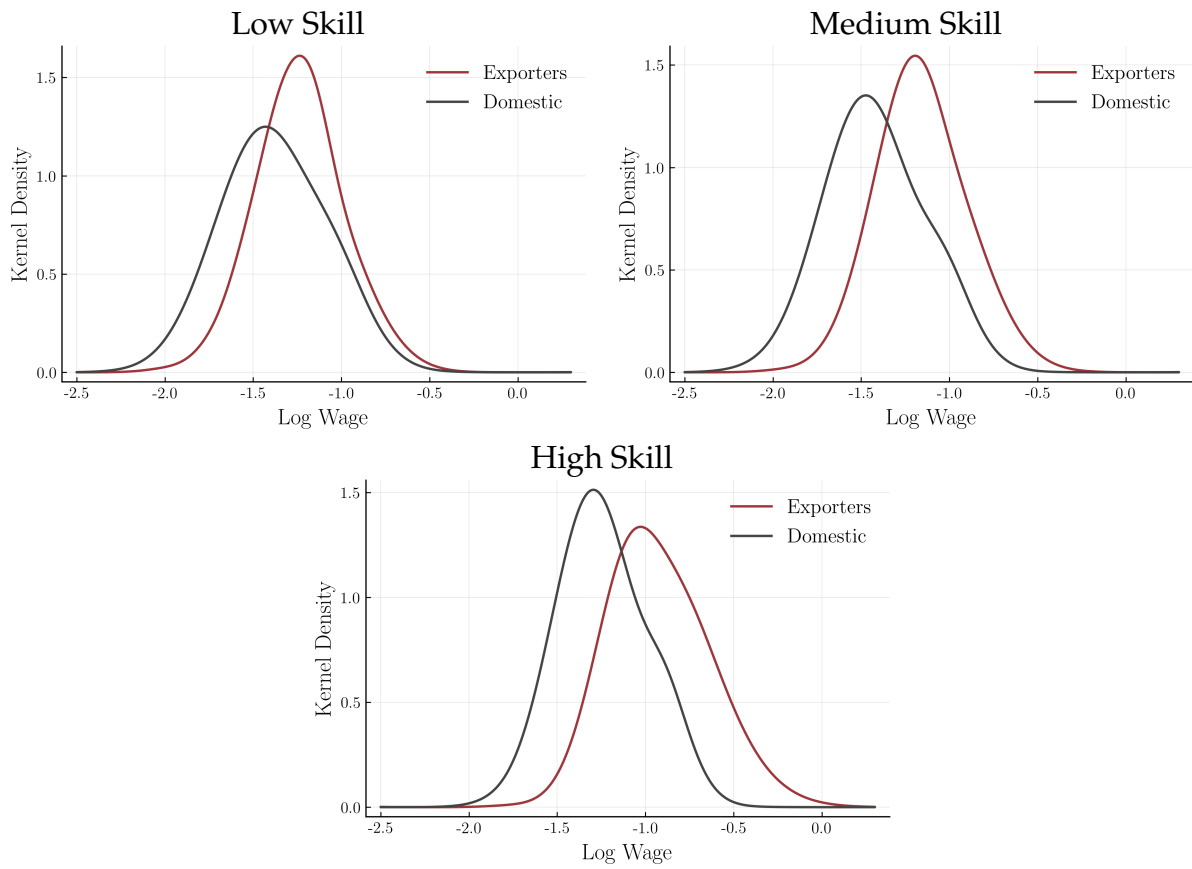 Low Skill
Kernel Density
1.5
1.0
0.5
0.0
Exporters
Domestic
-2.5 -2.0 -1.5 -1.0 -0.5 0.0
Log Wage
Medium Skill
Kernel Density
1.5
1.0
0.5
0.0
Exporters
Domestic
-2.5 -2.0 -1.5 -1.0 -0.5 0.0
Log Wage
High Skill
Kernel Density
1.5
1.0
0.5
0.0
Exporters
Domestic
-2.5 -2.0 -1.5 -1.0 -0.5 0.0
Log Wage